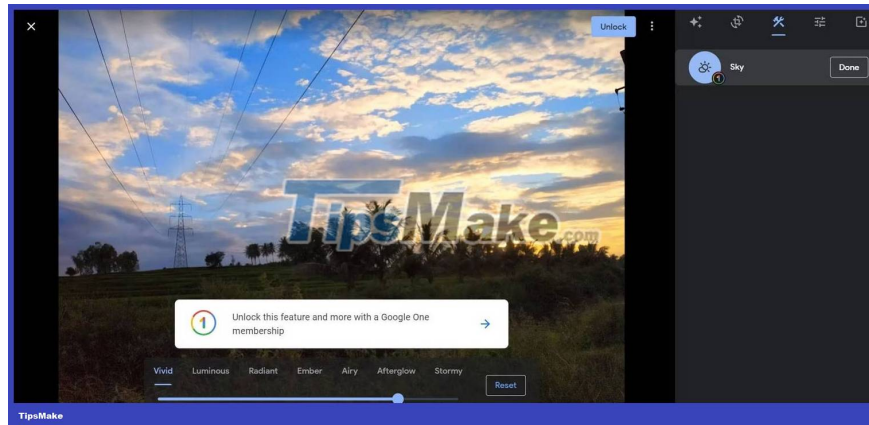 Unlock
Sky
Done
TipsMake.com
Unlock this feature and more with a Google One
membership
1
Vivid Luminous Radiant Ember Airy Afterglow Stormy
Reset
TipsMake